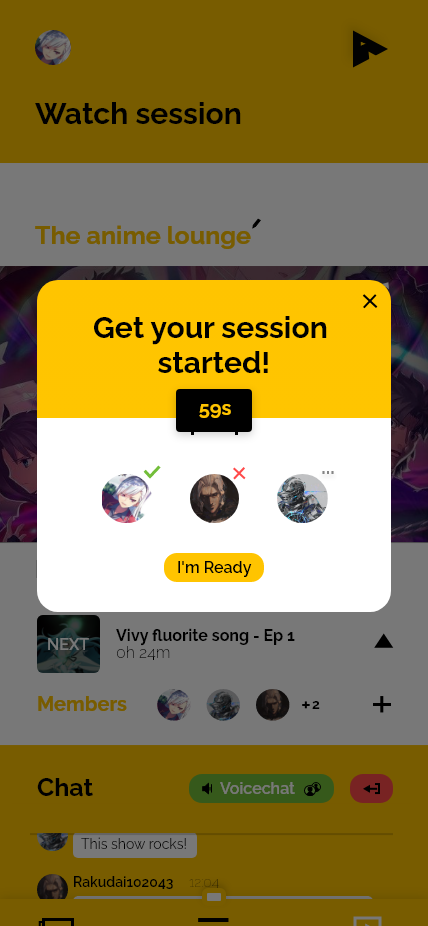 Watch session
The anime lounge
Get your session
started!
59s
I'm Ready
NEXT
Vivy fluorite song - Ep 1
0h 24m
Members
+2
Chat
Voicechat
This show rocks!
Rakudai102043
12.04